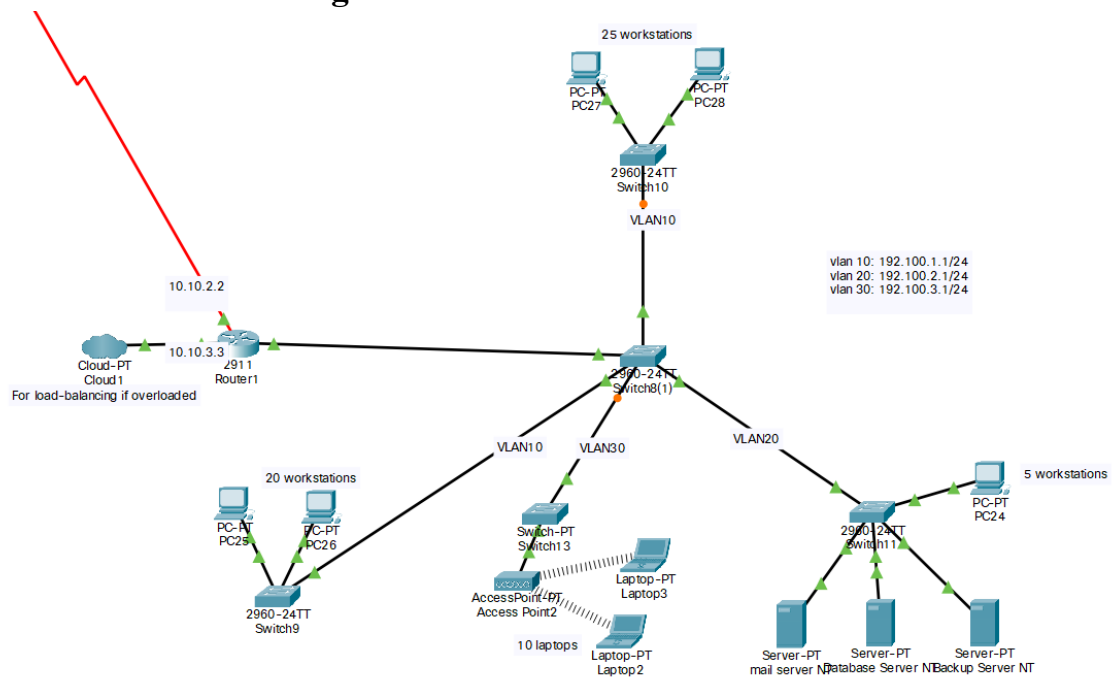 25 workstations
PC-PT
PC27
PC-PT
PC28
2960-24TT
Switch10
VLAN10
vlan 10: 192.100.1.1/24
vlan 20: 192.100.2.1/24
vlan 30: 192.100.3.1/24
10.10.2.2
10.10.3.3
Cloud-PT
Cloud1
For load-balancing if overloaded
2911
Router1
2960-24TT
Switch8(1)
VLAN10
VLAN30
VLAN20
20 workstations
PC-PT
PC25
PC-PT
PC26
2960-24TT
Switch9
Switch-PT
Switch13
AccessPoint-PT
Access Point2
Laptop-PT
Laptop3
10 laptops
Laptop-PT
Laptop2
5 workstations
PC-PT
PC24
2960-24TT
Switch11
Server-PT
mail server NT
Server-PT
Database Server NT
Server-PT
Backup Server NT